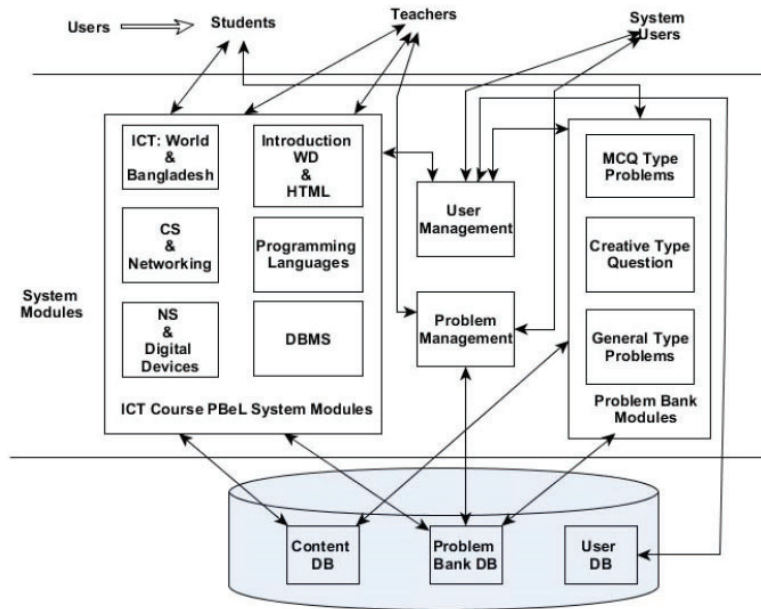 Users
Students
Teachers
System
Users
ICT: World
&
Bangladesh
Introduction
WD
&
HTML
CS
&
Networking
Programming
Languages
NS
&
Digital
Devices
DBMS
ICT Course PBeL System Modules
System
Modules
User
Management
Problem
Management
MCQ Type
Problems
Creative Type
Question
General Type
Problems
Problem Bank
Modules
Content
DB
Problem
Bank DB
User
DB